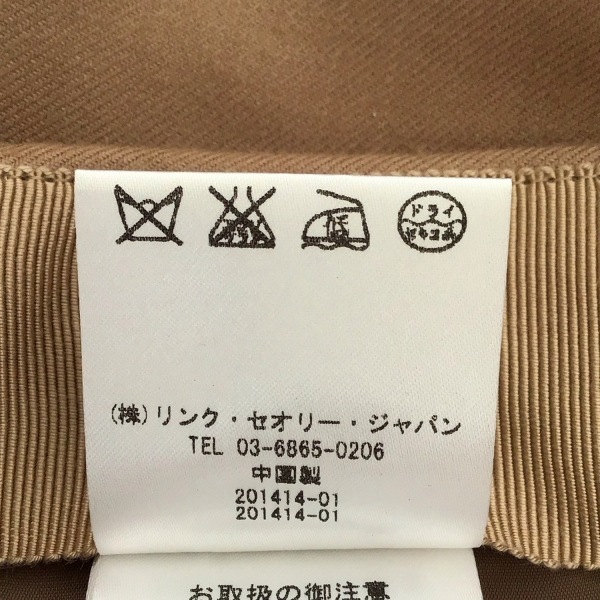 低
ドライ
セキユ系
(株)リンク・セオリー・ジャパン
TEL 03-6865-0206
中国製
201414-01
201414-01
お取扱の御注意